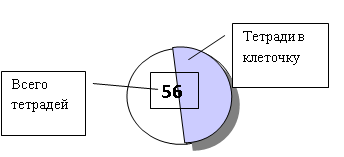 Тетради в
клеточку
Всего
тетрадей
56